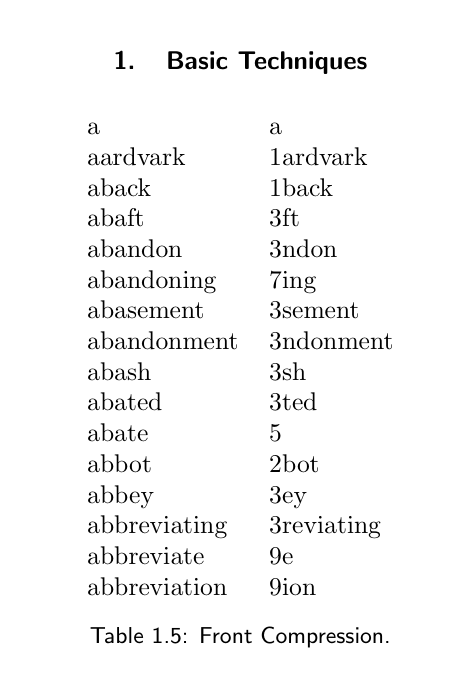 1. Basic Techniques
a a
aardvark 1ardvark
aback 1back
abaft 3ft
abandon 3ndon
abandoning 7ing
abasement 3sement
abandonment 3ndonment
abash 3sh
abated 3ted
abate 5
abbot 2bot
abbey 3ey
abbreviating 3reviating
abbreviate 9e
abbreviation 9ion
Table 1.5: Front Compression.